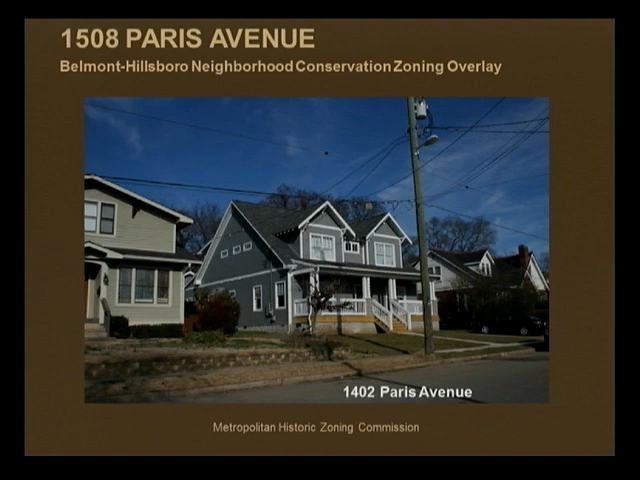 1508 PARIS AVENUE
Belmont-Hillsboro Neighborhood Conservation Zoning Overlay
1402 Paris Avenue
Metropolitan Historic Zoning Commission